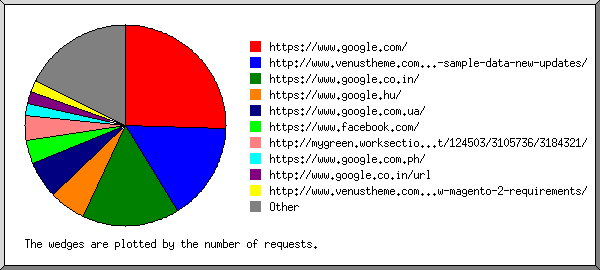 https://www.google.com/
http://www.venustheme.com...-sample-data-new-updates/
https://www.google.co.in/
https://www.google.hu/
https://www.google.com.ua/
https://www.facebook.com/
http://mygreen.worksectio...t/124503/3105736/3184321/
https://www.google.com.ph/
http://www.google.co.in/url
http://www.venustheme.com...w-magento-2-requirements/
Other
The wedges are plotted by the number of requests.